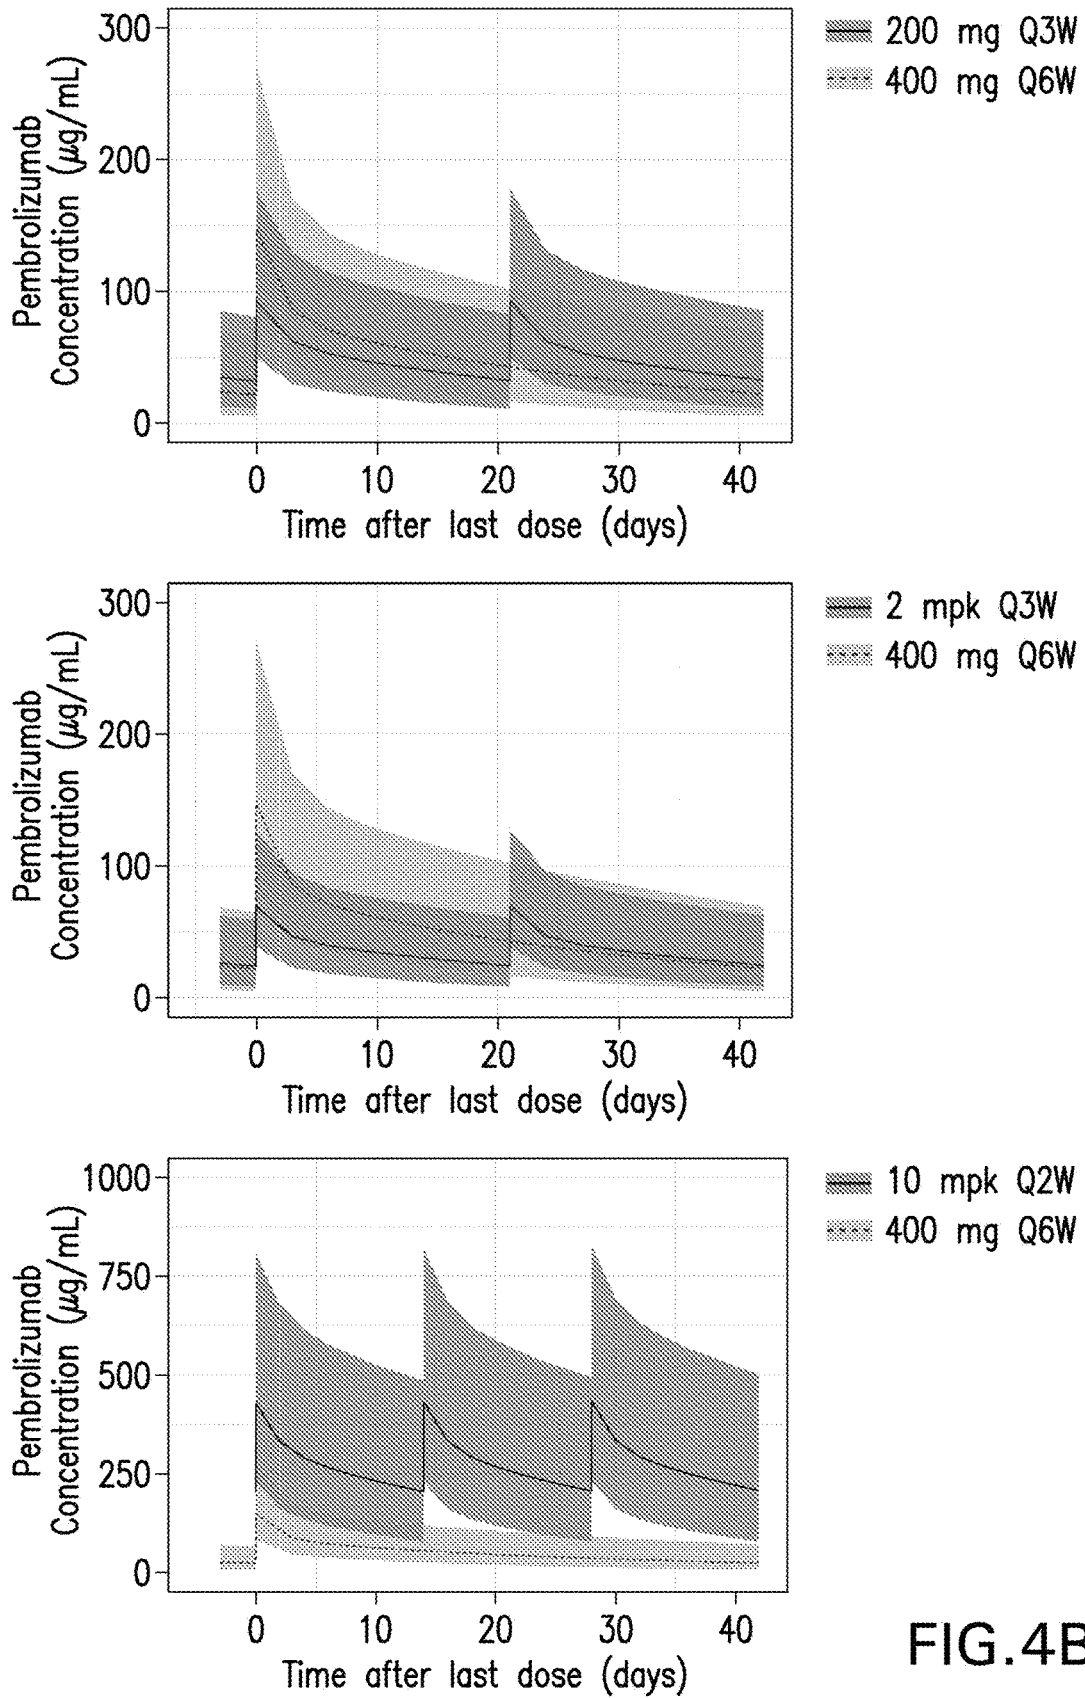 300
200
100
0
Pembrolizumab
Concentration (μg/mL)
0 10 20 30 40
Time after last dose (days)
200 mg Q3W
400 mg Q6W
300
200
100
0
Pembrolizumab
Concentration (μg/mL)
0 10 20 30 40
Time after last dose (days)
2 mpk Q3W
400 mg Q6W
1000
750
500
250
0
Pembrolizumab
Concentration (μg/mL)
0 10 20 30 40
Time after last dose (days)
10 mpk Q2W
400 mg Q6W
FIG.4B